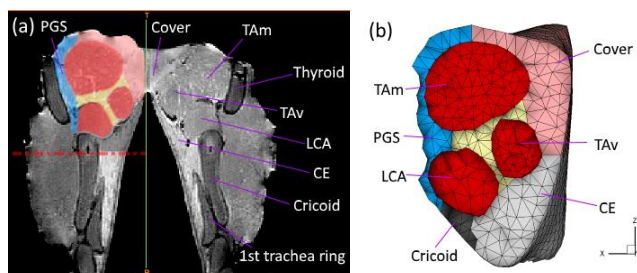 (a)
PGS
Cover
TAm
Thyroid
TAv
LCA
CE
Cricoid
1st trachea ring
T
(b)
Cover
TAm
PGS
TAv
LCA
CE
Cricoid
z
x